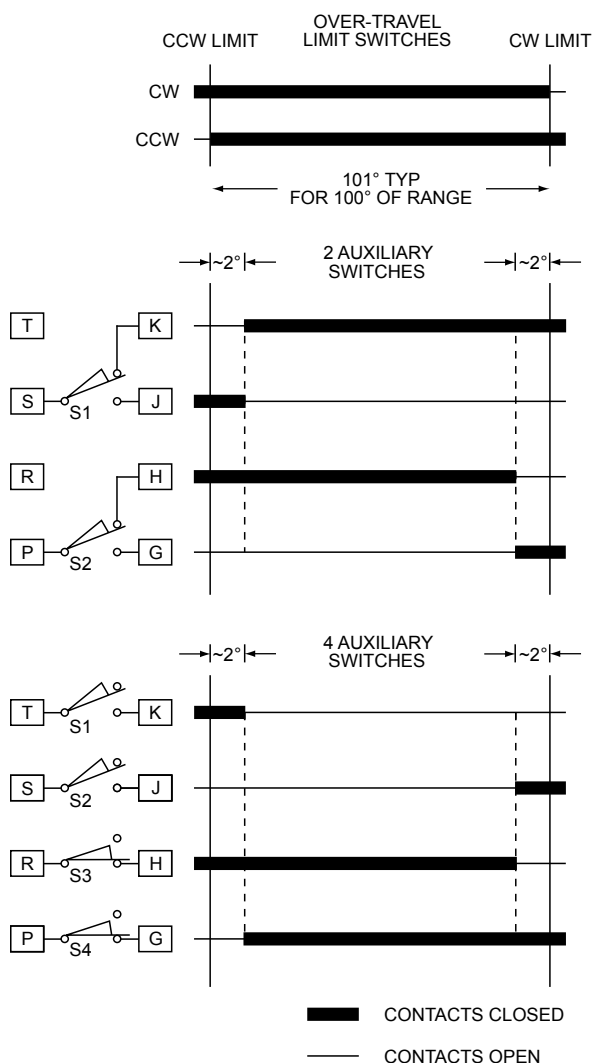 OVER-TRAVEL
LIMIT SWITCHES
CCW LIMIT
CW LIMIT
CW
CCW
101° TYP
FOR 100° OF RANGE
~2°
2 AUXILIARY
SWITCHES
~2°
T
K
S
S1
J
R
H
P
S2
G
~2°
4 AUXILIARY
SWITCHES
~2°
T
S1
K
S
S2
J
R
S3
H
P
S4
G
CONTACTS CLOSED
CONTACTS OPEN